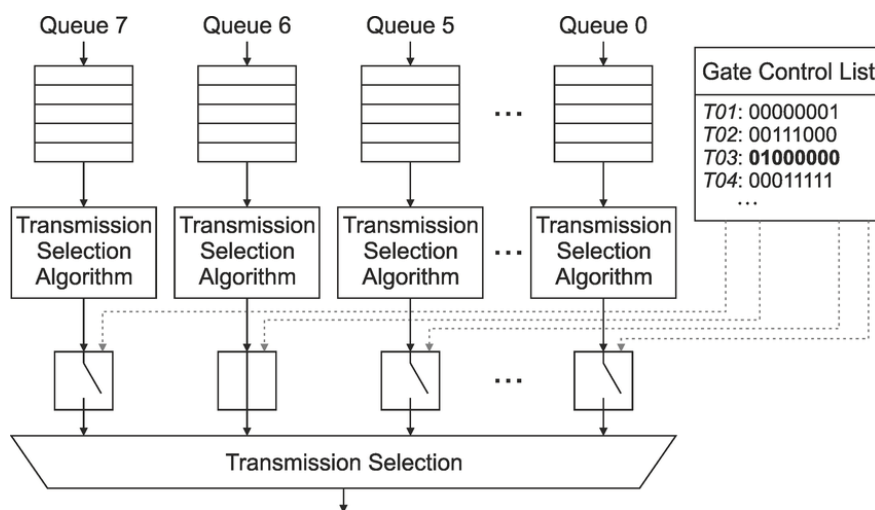 Queue 7
Queue 6
Queue 5
Queue 0
Gate Control List
T01: 00000001
T02: 00111000
T03: 01000000
T04: 00011111
...
...
Transmission
Selection
Algorithm
Transmission
Selection
Algorithm
Transmission
Selection
Algorithm
...
Transmission
Selection
Algorithm
...
Transmission Selection